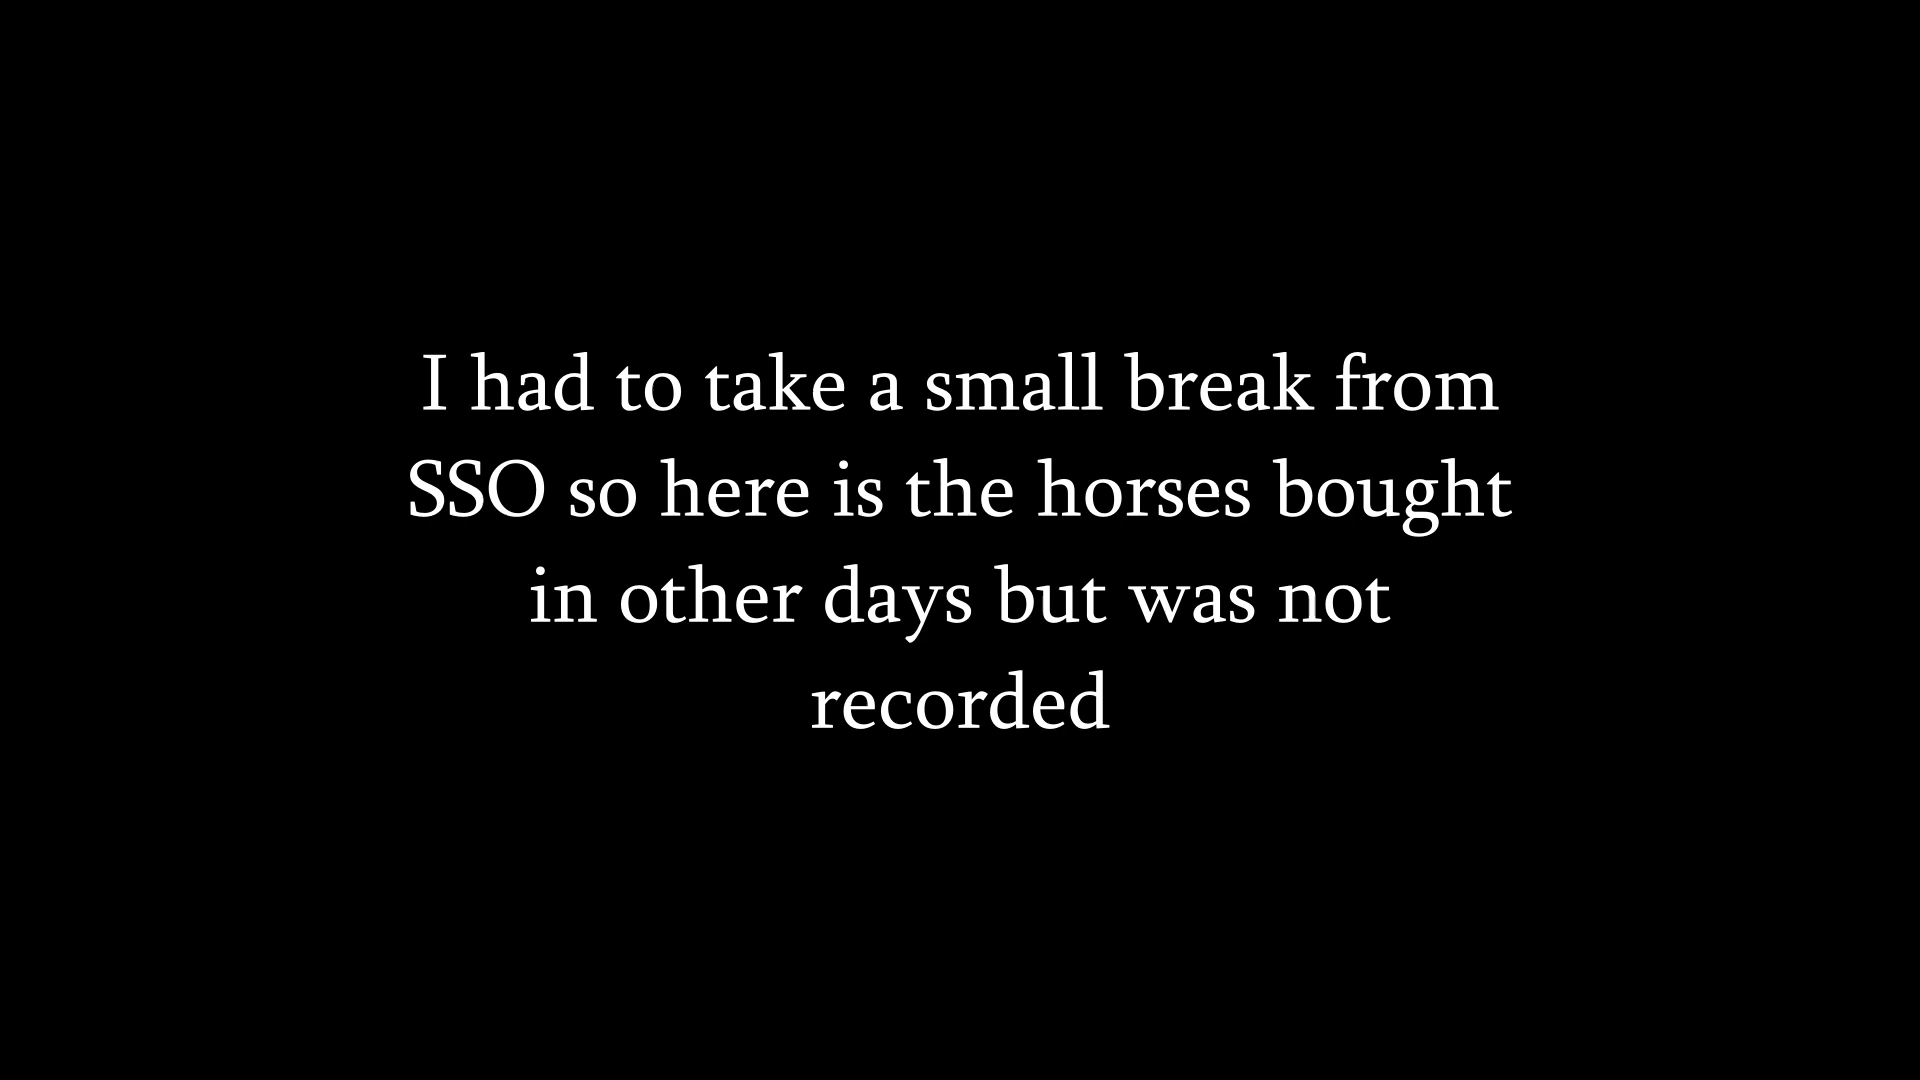 I had to take a small break from
SSO so here is the horses bought
in other days but was not
recorded